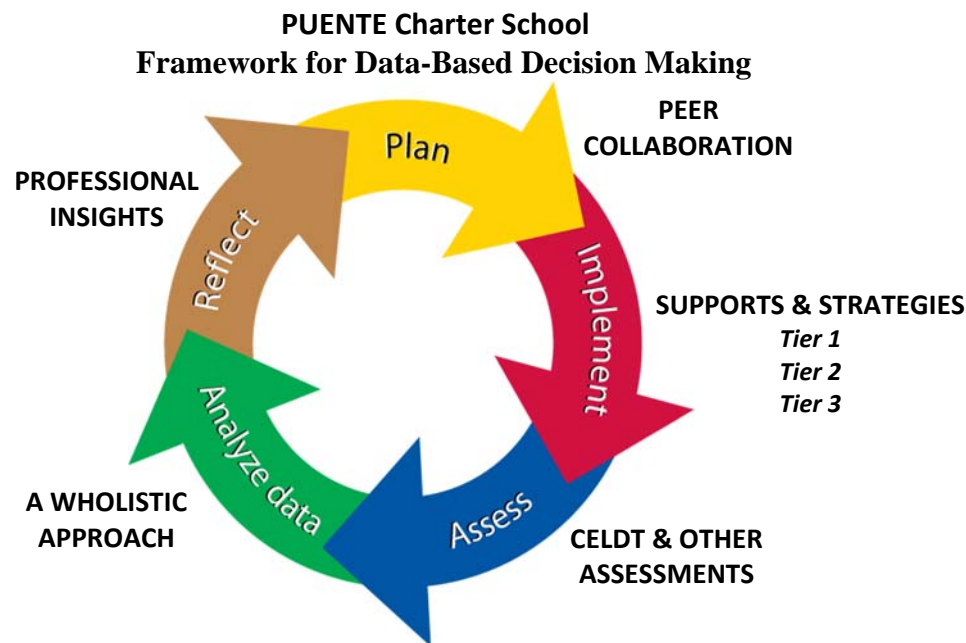 PUENTE Charter School
Framework for Data-Based Decision Making
Plan
PEER
COLLABORATION
Implement
SUPPORTS & STRATEGIES
Tier 1
Tier 2
Tier 3
Assess
CELDT & OTHER
ASSESSMENTS
Analyze data
A WHOLISTIC
APPROACH
Reflect
PROFESSIONAL
INSIGHTS